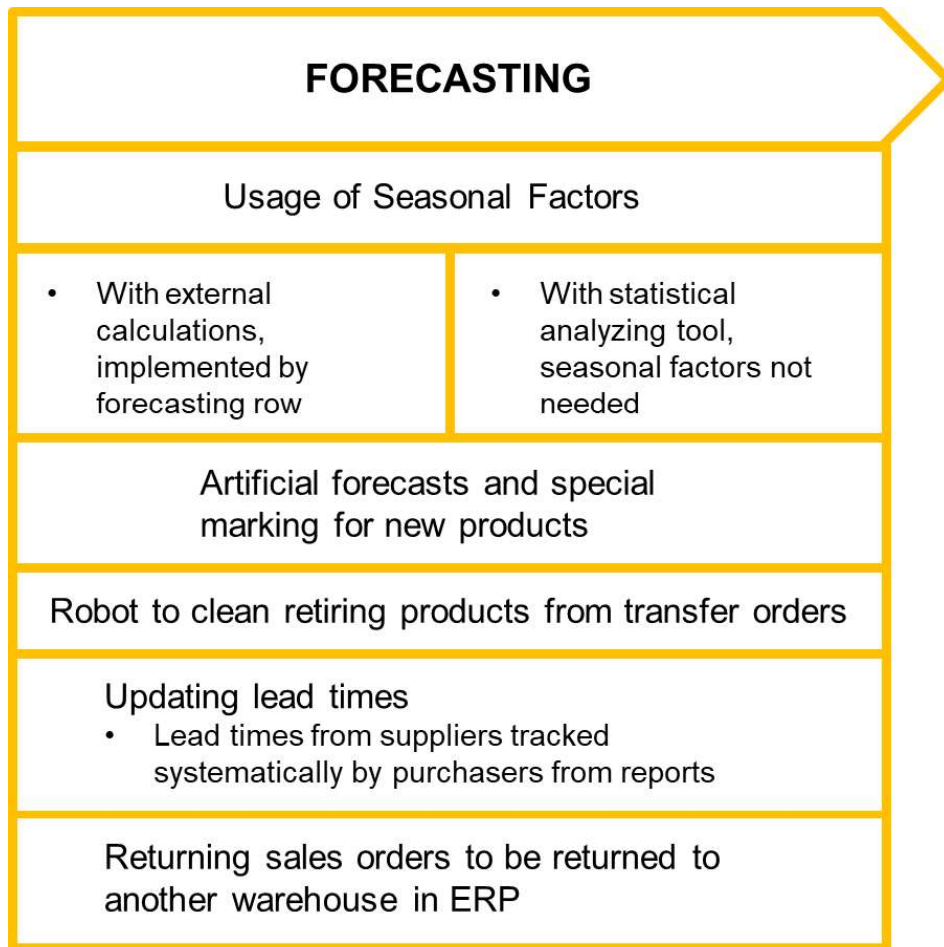 FORECASTING
Usage of Seasonal Factors
• With external
calculations,
implemented by
forecasting row
• With statistical
analyzing tool,
seasonal factors not
needed
Artificial forecasts and special
marking for new products
Robot to clean retiring products from transfer orders
Updating lead times
• Lead times from suppliers tracked
systematically by purchasers from reports
Returning sales orders to be returned to
another warehouse in ERP